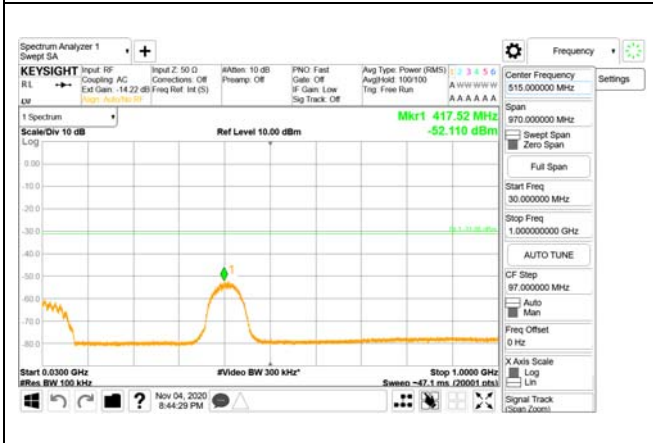 Spectrum Analyzer 1
Swept SA
+
Frequency
KEYSIGHT
Input: RF
Coupling: AC
Ext Gain: -14.22 dB
Align: Auto/No RF
Input Z: 50 Ω
Corrections: Off
Freq Ref: Int (S)
#Atten: 10 dB
Preamp: Off
PNO: Fast
Gate: Off
IF Gain: Low
Sig Track: Off
Avg Type: Power (RMS)
Avg|Hold: 100/100
Trig: Free Run
1 2 3 4 5 6
A W W W W W
A A A A A A
RL
1 Spectrum
Scale/Div 10 dB
Log
Ref Level 10.00 dBm
Mkr1 417.52 MHz
-52.110 dBm
0.00
-10.0
-20.0
-30.0
-40.0
-50.0
-60.0
-70.0
-80.0
1
Start 0.0300 GHz
#Res BW 100 kHz
#Video BW 300 kHz*
Stop 1.0000 GHz
Sweep ~47.1 ms (20001 pts)
Nov 04, 2020
8:44:29 PM
Center Frequency
515.000000 MHz
Settings
Span
970.000000 MHz
Swept Span
Zero Span
Full Span
Start Freq
30.000000 MHz
Stop Freq
1.000000000 GHz
AUTO TUNE
CF Step
97.000000 MHz
Auto
Man
Freq Offset
0 Hz
X Axis Scale
Log
Lin
Signal Track
(Span Zoom)